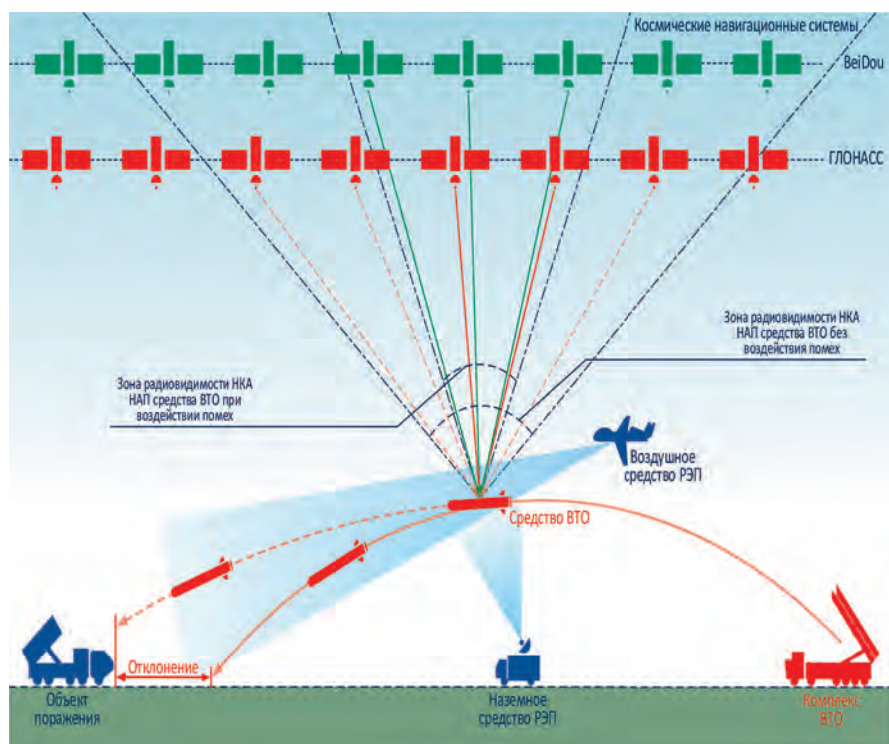 Космические навигационные системы
BeiDou
ГЛОНАСС
Зона радиовидимости НКА
НАП средства ВТО без
воздействия помех
Зона радиовидимости НКА
НАП средства ВТО при
воздействии помех
Воздушное
средство РЭП
Средство ВТО
Отклонение
Объект
поражения
Наземное
средство РЭП
Комплекс
ВТО